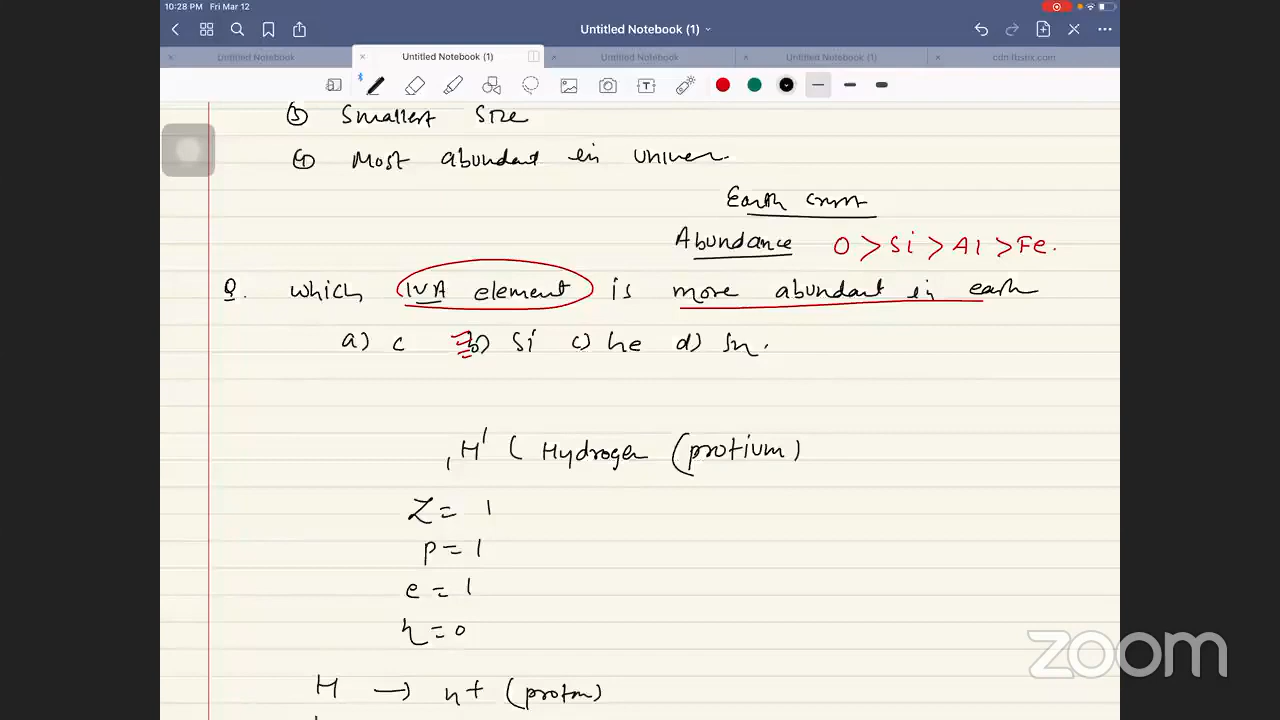 10:28 PM Fri Mar 12
Untitled Notebook (1)
Untitled Notebook Untitled Notebook (1) Untitled Notebook Untitled Notebook (1)
③ Smallest Size
④ Most abundant in univer.
Earth crust
Abundance O > Si > Al > Fe.
Q. which IVA element is more abundant in earth
a) c b) Si c) he d) Sn.
₁H¹ ( Hydrogen (protium)
Z = 1
p = 1
e = 1
n = 0
H → H+ (proton)
zoom